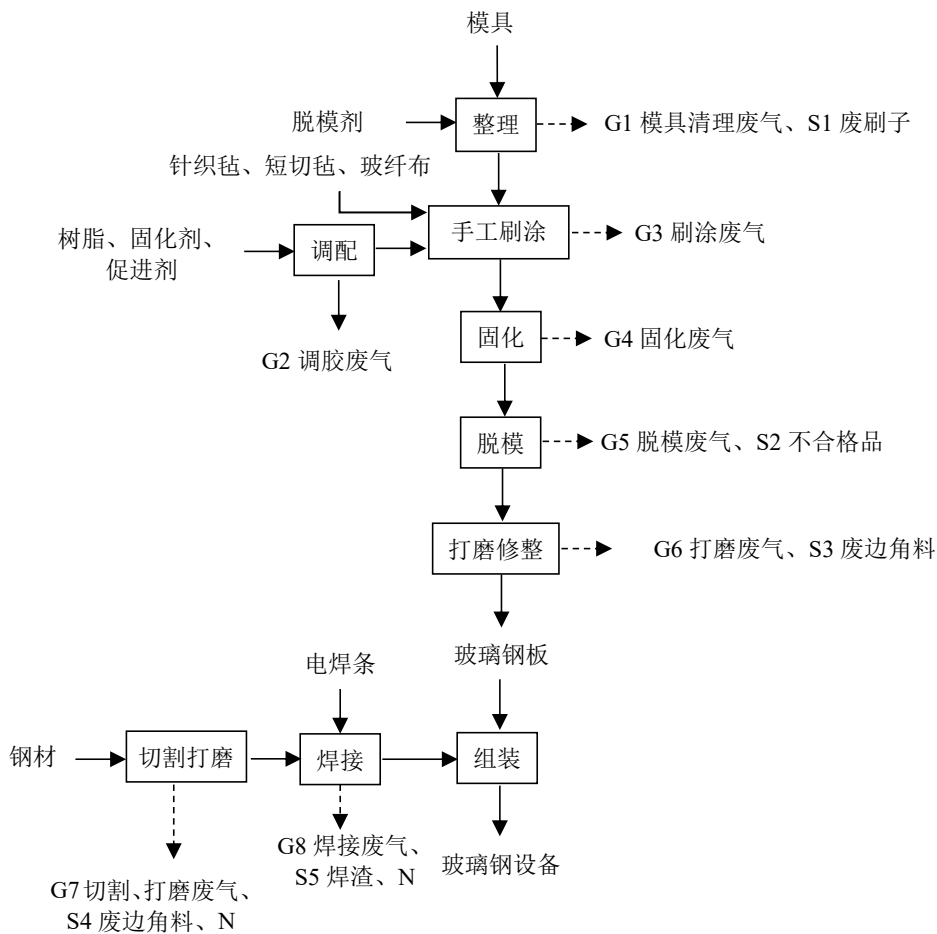 模具
脱模剂
整理
G1 模具清理废气、S1 废刷子
针织毡、短切毡、玻纤布
树脂、固化剂、
促进剂
调配
手工刷涂
G3 刷涂废气
G2 调胶废气
固化
G4 固化废气
脱模
G5 脱模废气、S2 不合格品
打磨修整
G6 打磨废气、S3 废边角料
玻璃钢板
电焊条
钢材
切割打磨
焊接
组装
G7 切割、打磨废气、
S4 废边角料、N
G8 焊接废气、
S5 焊渣、N
玻璃钢设备